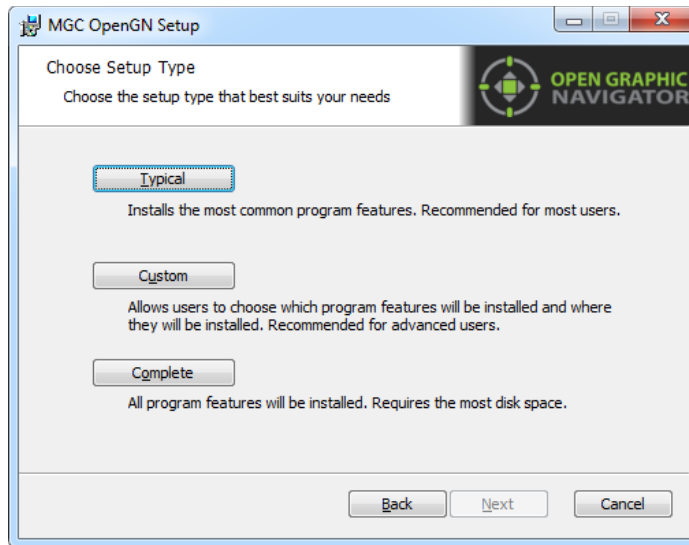 MGC OpenGN Setup
Choose Setup Type
Choose the setup type that best suits your needs
OPEN GRAPHIC
NAVIGATOR
Typical
Installs the most common program features. Recommended for most users.
Custom
Allows users to choose which program features will be installed and where
they will be installed. Recommended for advanced users.
Complete
All program features will be installed. Requires the most disk space.
Back
Next
Cancel